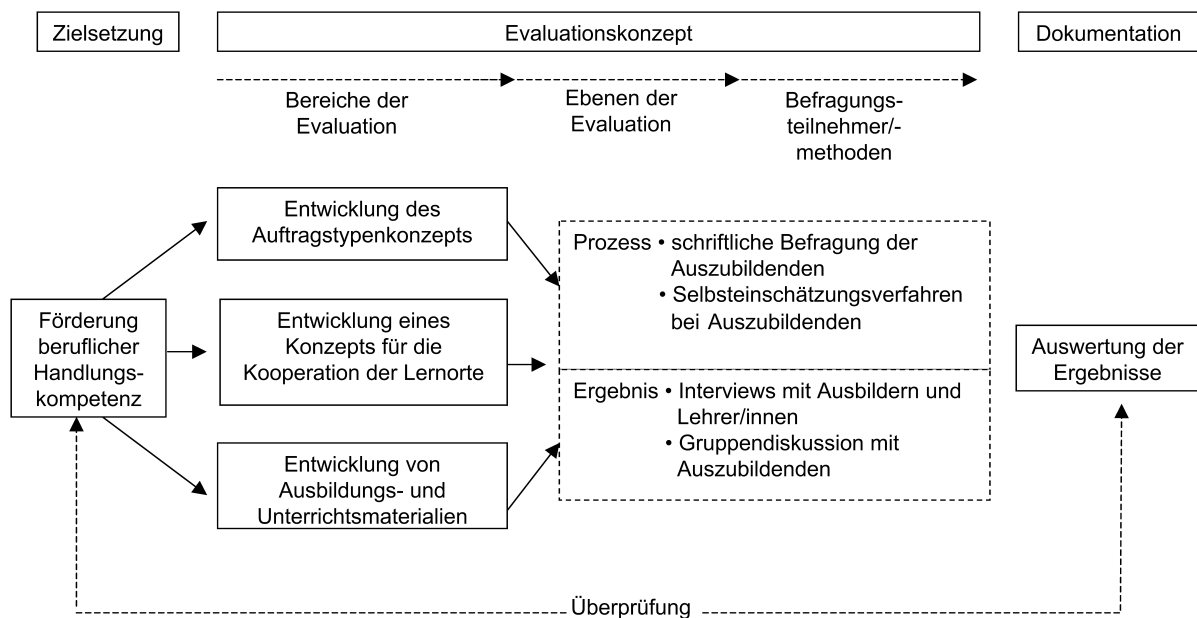 Zielsetzung
Evaluationskonzept
Dokumentation
Bereiche der
Evaluation
Ebenen der
Evaluation
Befragungs-
teilnehmer/-
methoden
Förderung
beruflicher
Handlungs-
kompetenz
Entwicklung des
Auftragstypenkonzepts
Entwicklung eines
Konzepts für die
Kooperation der Lernorte
Entwicklung von
Ausbildungs- und
Unterrichtsmaterialien
Prozess • schriftliche Befragung der
Auszubildenden
• Selbsteinschätzungsverfahren
bei Auszubildenden
Ergebnis • Interviews mit Ausbildern und
Lehrer/innen
• Gruppendiskussion mit
Auszubildenden
Auswertung der
Ergebnisse
Überprüfung